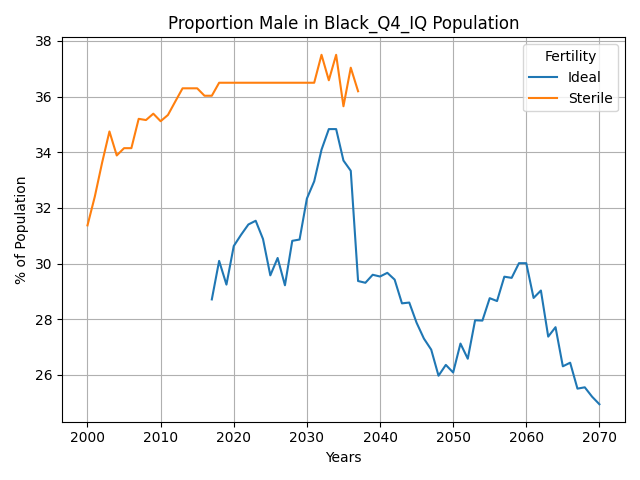 Proportion Male in Black_Q4_IQ Population
% of Population
38
36
34
32
30
28
26
Fertility
Ideal
Sterile
2000 2010 2020 2030 2040 2050 2060 2070
Years